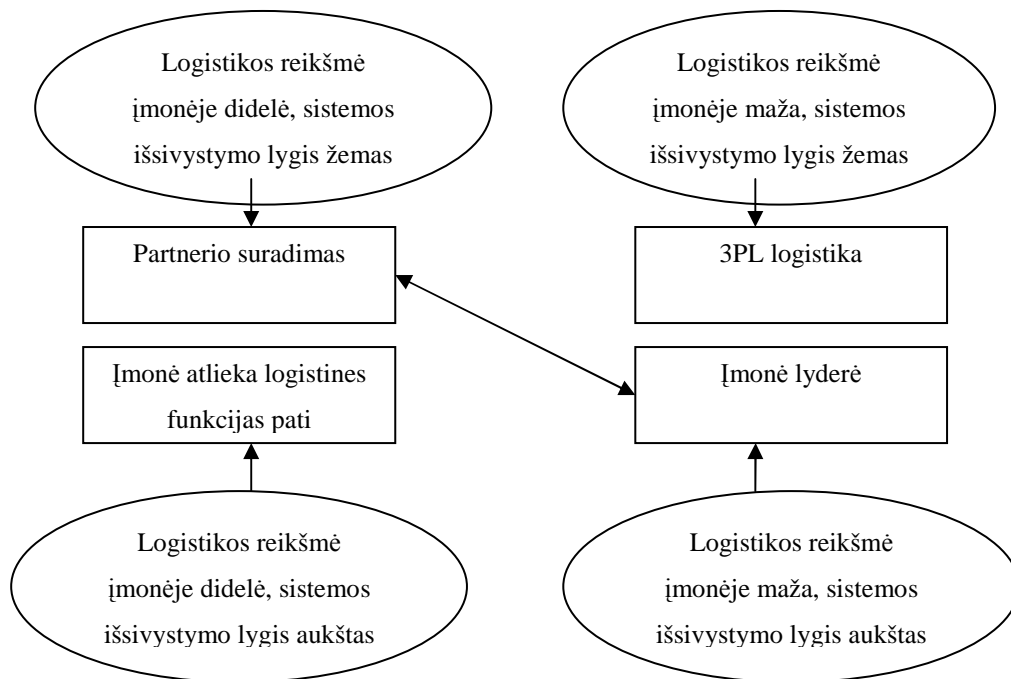 Logistikos reikšmė
įmonėje didelė, sistemos
išsivystymo lygis žemas
Logistikos reikšmė
įmonėje maža, sistemos
išsivystymo lygis žemas
Partnerio suradimas
3PL logistika
Įmonė atlieka logistines
funkcijas pati
Įmonė lyderė
Logistikos reikšmė
įmonėje didelė, sistemos
išsivystymo lygis aukštas
Logistikos reikšmė
įmonėje maža, sistemos
išsivystymo lygis aukštas